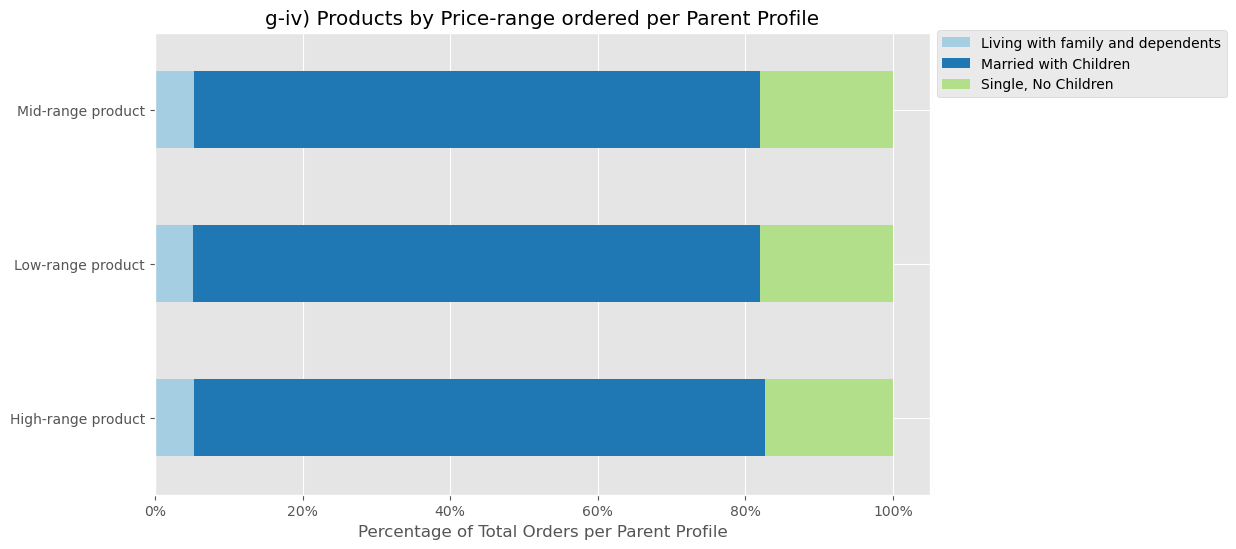 g-iv) Products by Price-range ordered per Parent Profile
Living with family and dependents
Married with Children
Single, No Children
Mid-range product
Low-range product
High-range product
0% 20% 40% 60% 80% 100%
Percentage of Total Orders per Parent Profile